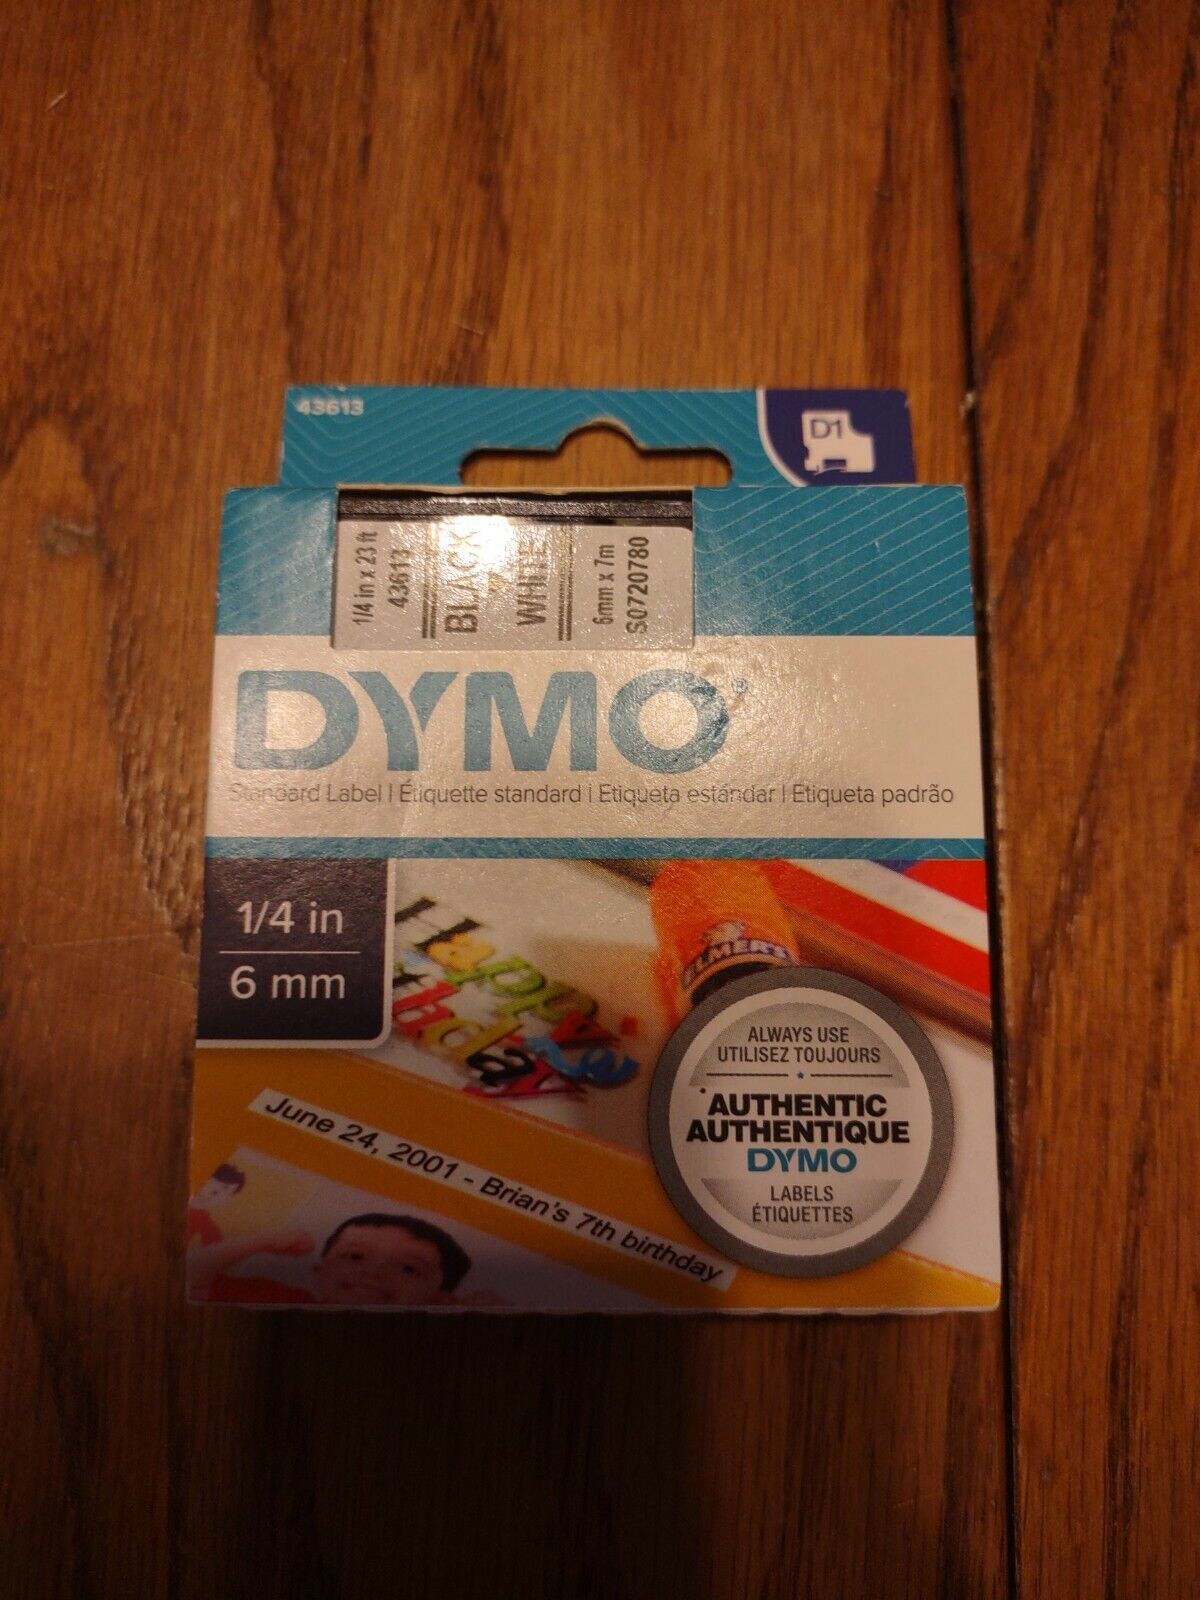 43613
D1
1/4 in x 23 ft
43613
BLACK
WHITE
6mm x 7m
S0720780
DYMO®
Standard Label | Étiquette standard | Etiqueta estándar | Etiqueta padrão
1/4 in
6 mm
Happy
ELMER'S
June 24, 2001 - Brian's 7th birthday
ALWAYS USE
UTILISEZ TOUJOURS
AUTHENTIC
AUTHENTIQUE
DYMO
LABELS
ÉTIQUETTES